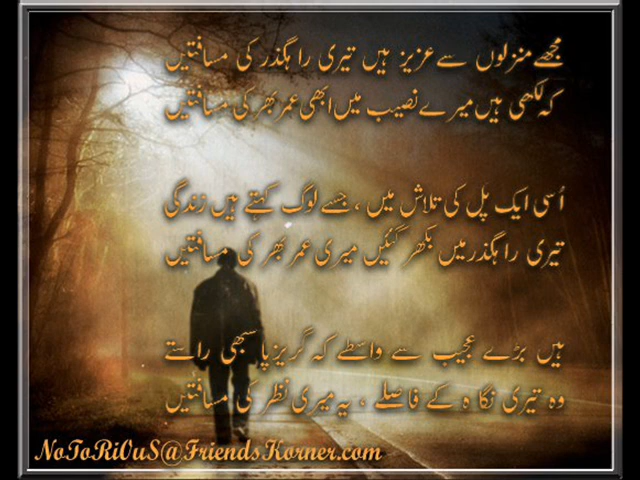 مجھے منزلوں سے عزیز ہیں تیری راہگذر کی مسافتیں
کہ لکھی ہیں میرے نصیب میں ابھی عمر بھر کی مسافتیں
اُسی ایک پل کی تلاش میں ، جسے لوگ کہتے ہیں زندگی
تیری راہگذر میں بکھر گئیں میری عمر بھر کی مسافتیں
ہیں بڑے عجیب سے واسطے کہ گریز پا سبھی راستے
وہ تیری نگاہ کے فاصلے ، یہ میری نظر کی مسافتیں
NoToRiOuS@FriendsKorner.com